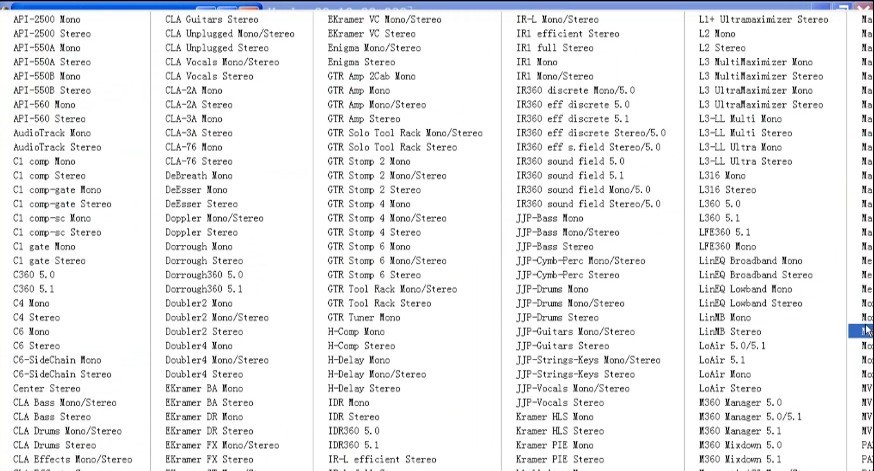 API-2500 Mono
API-2500 Stereo
API-550A Mono
API-550A Stereo
API-550B Mono
API-550B Stereo
API-560 Mono
API-560 Stereo
AudioTrack Mono
AudioTrack Stereo
C1 comp Mono
C1 comp Stereo
C1 comp-gate Mono
C1 comp-gate Stereo
C1 comp-sc Mono
C1 comp-sc Stereo
C1 gate Mono
C1 gate Stereo
C360 5.0
C360 5.1
C4 Mono
C4 Stereo
C6 Mono
C6 Stereo
C6-SideChain Mono
C6-SideChain Stereo
Center Stereo
CLA Bass Mono/Stereo
CLA Bass Stereo
CLA Drums Mono/Stereo
CLA Drums Stereo
CLA Effects Mono/Stereo
CLA Guitars Stereo
CLA Unplugged Mono/Stereo
CLA Unplugged Stereo
CLA Vocals Mono/Stereo
CLA Vocals Stereo
CLA-2A Mono
CLA-2A Stereo
CLA-3A Mono
CLA-3A Stereo
CLA-76 Mono
CLA-76 Stereo
DeBreath Mono
DeEsser Mono
DeEsser Stereo
Doppler Mono/Stereo
Doppler Stereo
Dorrough Mono
Dorrough Stereo
Dorrough360 5.0
Dorrough360 5.1
Doubler2 Mono
Doubler2 Mono/Stereo
Doubler2 Stereo
Doubler4 Mono
Doubler4 Mono/Stereo
Doubler4 Stereo
EKramer BA Mono
EKramer BA Stereo
EKramer DR Mono
EKramer DR Stereo
EKramer FX Mono/Stereo
EKramer FX Stereo
EKramer VC Mono/Stereo
EKramer VC Stereo
Enigma Mono/Stereo
Enigma Stereo
GTR Amp 2Cab Mono
GTR Amp Mono
GTR Amp Mono/Stereo
GTR Amp Stereo
GTR Solo Tool Rack Mono/Stereo
GTR Solo Tool Rack Stereo
GTR Stomp 2 Mono
GTR Stomp 2 Mono/Stereo
GTR Stomp 2 Stereo
GTR Stomp 4 Mono
GTR Stomp 4 Mono/Stereo
GTR Stomp 4 Stereo
GTR Stomp 6 Mono
GTR Stomp 6 Mono/Stereo
GTR Stomp 6 Stereo
GTR Tool Rack Mono/Stereo
GTR Tool Rack Stereo
GTR Tuner Mono
H-Comp Mono
H-Comp Stereo
H-Delay Mono
H-Delay Mono/Stereo
H-Delay Stereo
IDR Mono
IDR Stereo
IDR360 5.0
IDR360 5.1
IR-L efficient Stereo
IR-L Mono/Stereo
IR1 efficient Stereo
IR1 full Stereo
IR1 Mono
IR1 Mono/Stereo
IR360 discrete Mono/5.0
IR360 eff discrete 5.0
IR360 eff discrete 5.1
IR360 eff discrete Stereo/5.0
IR360 eff s.field Stereo/5.0
IR360 sound field 5.0
IR360 sound field 5.1
IR360 sound field Mono/5.0
IR360 sound field Stereo/5.0
JJP-Bass Mono
JJP-Bass Mono/Stereo
JJP-Bass Stereo
JJP-Cymb-Perc Mono/Stereo
JJP-Cymb-Perc Stereo
JJP-Drums Mono
JJP-Drums Mono/Stereo
JJP-Drums Stereo
JJP-Guitars Mono/Stereo
JJP-Guitars Stereo
JJP-Strings-Keys Mono/Stereo
JJP-Strings-Keys Stereo
JJP-Vocals Mono/Stereo
JJP-Vocals Stereo
Kramer HLS Mono
Kramer HLS Stereo
Kramer PIE Mono
Kramer PIE Stereo
L1+ Ultramaximizer Stereo
L2 Mono
L2 Stereo
L3 MultiMaximizer Mono
L3 MultiMaximizer Stereo
L3 UltraMaximizer Mono
L3 UltraMaximizer Stereo
L3-LL Multi Mono
L3-LL Multi Stereo
L3-LL Ultra Mono
L3-LL Ultra Stereo
L316 Mono
L316 Stereo
L360 5.0
L360 5.1
LFE360 5.1
LFE360 Mono
LinEQ Broadband Mono
LinEQ Broadband Stereo
LinEQ Lowband Mono
LinEQ Lowband Stereo
LinMB Mono
LinMB Stereo
LoAir 5.0/5.1
LoAir 5.1
LoAir Mono
LoAir Stereo
M360 Manager 5.0
M360 Manager 5.0/5.1
M360 Manager 5.1
M360 Mixdown 5.0
M360 Mixdown 5.1